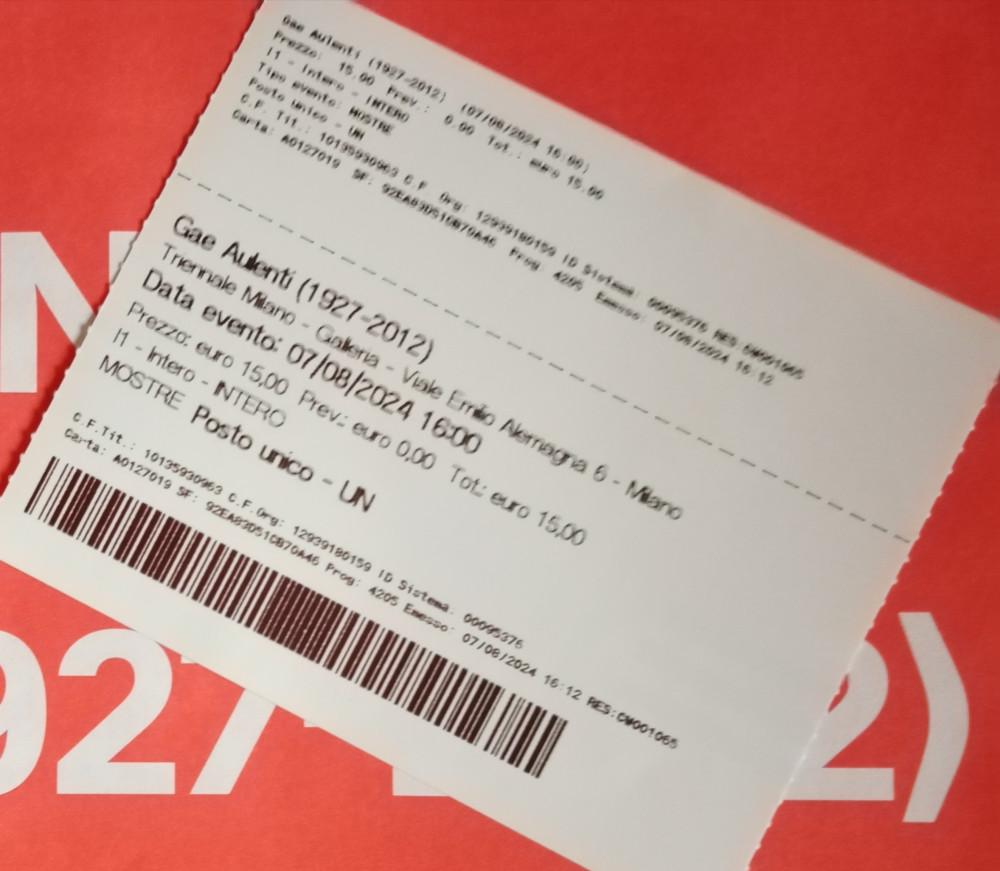 Gae Aulenti (1927-2012) (07/08/2024 16:00)
Prezzo: 15,00 Prev.: 0,00 Tot.: euro 15,00
I1 - Intero - INTERO
Tipo evento: MOSTRE
Posto unico - UN
C.F. Tit.: 10135930963 C.F. Org: 12939180159 ID Sistema: 00095376 RES CW001065
Carta: A0127019 SF: 92EA83D510B70A46 Prog 4205 Emesso: 07/08/2024 16:12
Gae Aulenti (1927-2012)
Triennale Milano - Galleria - Viale Emilio Alemagna 6 - Milano
Data evento: 07/08/2024 16:00
Prezzo: euro 15,00 Prev.: euro 0,00 Tot.: euro 15,00
I1 - Intero - INTERO
MOSTRE Posto unico - UN
C.F.Tit.: 10135930963 C.F.Org: 12939180159 ID Sistema: 00095376
Carta: A0127019 SF: 92EA83D510B70A46 Prog: 4205 Emesso: 07/08/2024 16:12 RES:CW001065
N
927 2)